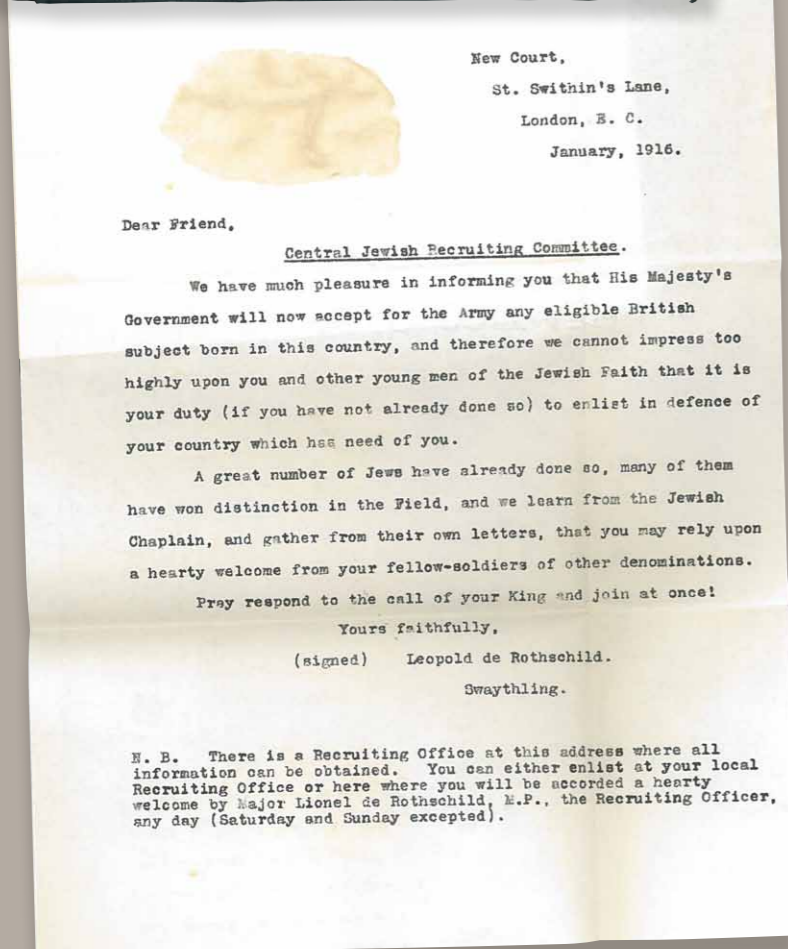 New Court,
St. Swithin's Lane,
London, E. C.
January, 1916.
Dear Friend,
Central Jewish Recruiting Committee.
We have much pleasure in informing you that His Majesty's
Government will now accept for the Army any eligible British
subject born in this country, and therefore we cannot impress too
highly upon you and other young men of the Jewish Faith that it is
your duty (if you have not already done so) to enlist in defence of
your country which has need of you.
A great number of Jews have already done so, many of them
have won distinction in the Field, and we learn from the Jewish
Chaplain, and gather from their own letters, that you may rely upon
a hearty welcome from your fellow-soldiers of other denominations.
Pray respond to the call of your King and join at once!
Yours faithfully,
(signed) Leopold de Rothschild.
Swaythling.
N. B. There is a Recruiting Office at this address where all
information can be obtained. You can either enlist at your local
Recruiting Office or here where you will be accorded a hearty
welcome by Major Lionel de Rothschild, M.P., the Recruiting Officer,
any day (Saturday and Sunday excepted).